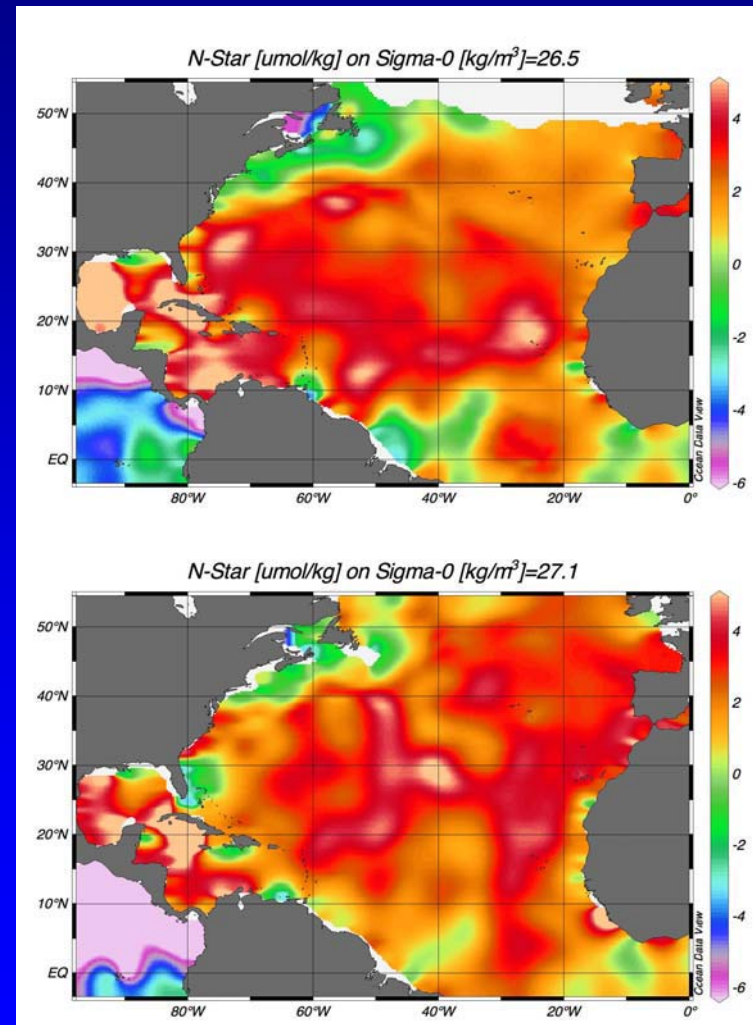 N-Star [umol/kg] on Sigma-0 [kg/m³]=26.5
50°N
40°N
30°N
20°N
10°N
EQ
80°W
60°W
40°W
20°W
0°
4
2
0
-2
-4
-6
Ocean Data View
N-Star [umol/kg] on Sigma-0 [kg/m³]=27.1
50°N
40°N
30°N
20°N
10°N
EQ
80°W
60°W
40°W
20°W
0°
4
2
0
-2
-4
-6
Ocean Data View